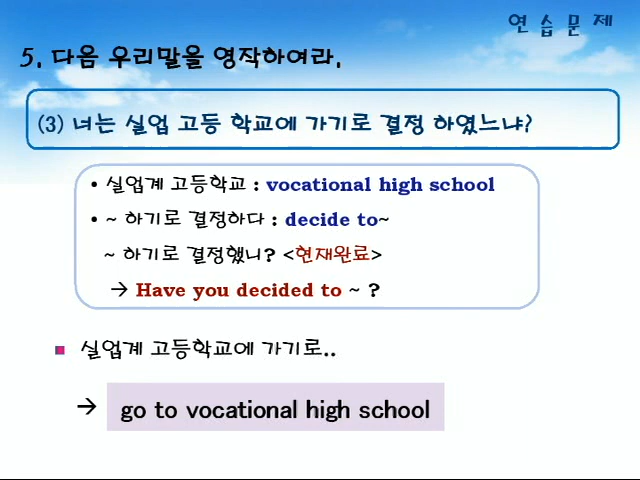 연 습 문 제
5. 다음 우리말을 영작하여라.
(3) 너는 실업 고등 학교에 가기로 결정 하였느냐?
• 실업계 고등학교 : vocational high school
• ~ 하기로 결정하다 : decide to~
~ 하기로 결정했니? <현재완료>
→ Have you decided to ~ ?
■ 실업계 고등학교에 가기로..
→ go to vocational high school